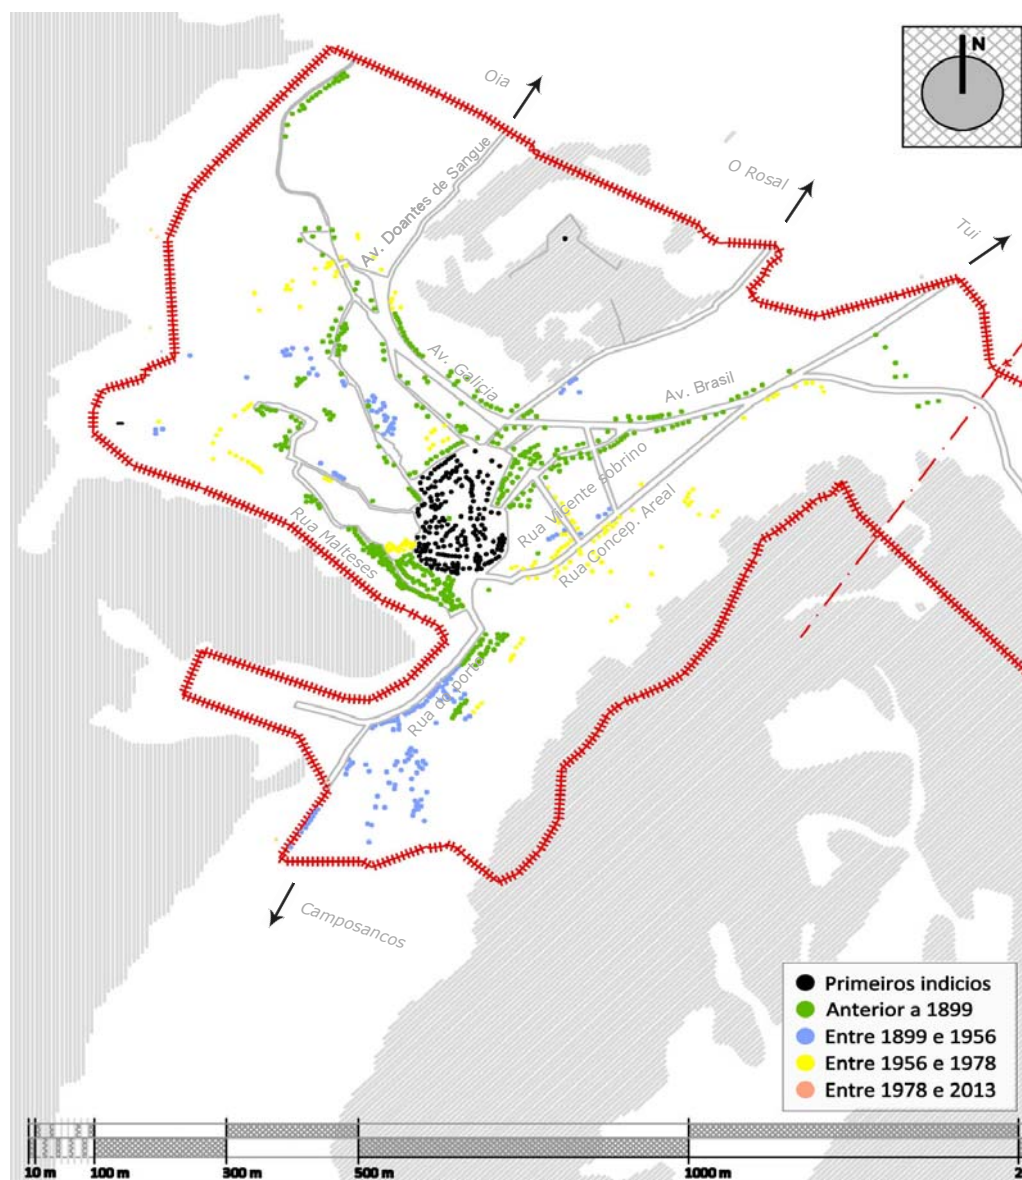 N
Oia
O Rosal
Tui
Av. Doantes de Sangue
Av. Galicia
Av. Brasil
Rua Vicente sobrino
Rua Concep. Areal
Rua Malteses
Rua do porto
Camposancos
Primeiros indicios
Anterior a 1899
Entre 1899 e 1956
Entre 1956 e 1978
Entre 1978 e 2013
10 m 100 m 300 m 500 m 1000 m 2